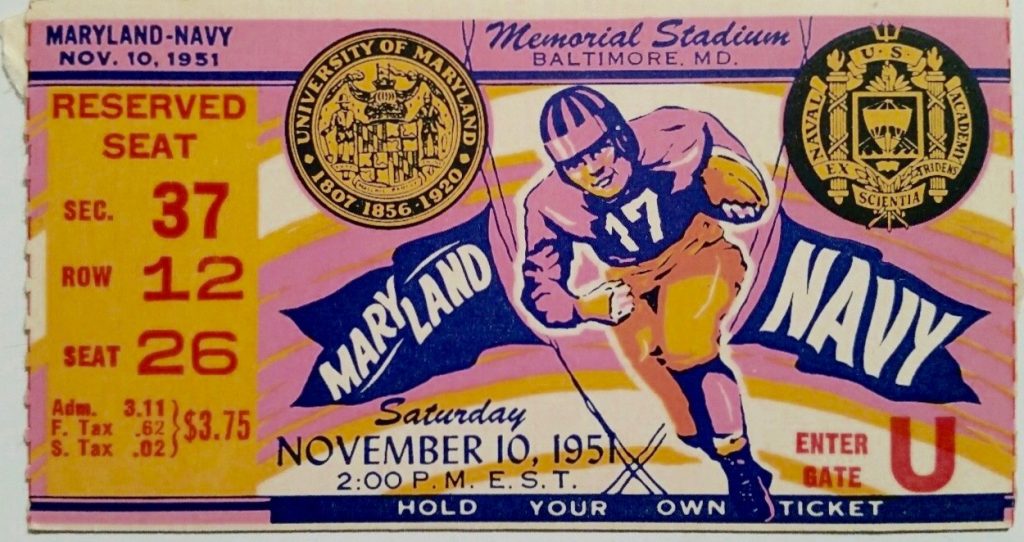 MARYLAND-NAVY
NOV. 10, 1951
Memorial Stadium
BALTIMORE, MD.
RESERVED
SEAT
SEC. 37
ROW 12
SEAT 26
Adm. 3.11
F. Tax .62
S. Tax .02
} $3.75
UNIVERSITY OF MARYLAND
1807 1856 1920
U.S.
NAVAL ACADEMY
EX TRIDENS
SCIENTIA
17
MARYLAND
NAVY
Saturday
NOVEMBER 10, 1951
2:00 P.M. E.S.T.
ENTER
GATE
U
HOLD YOUR OWN TICKET